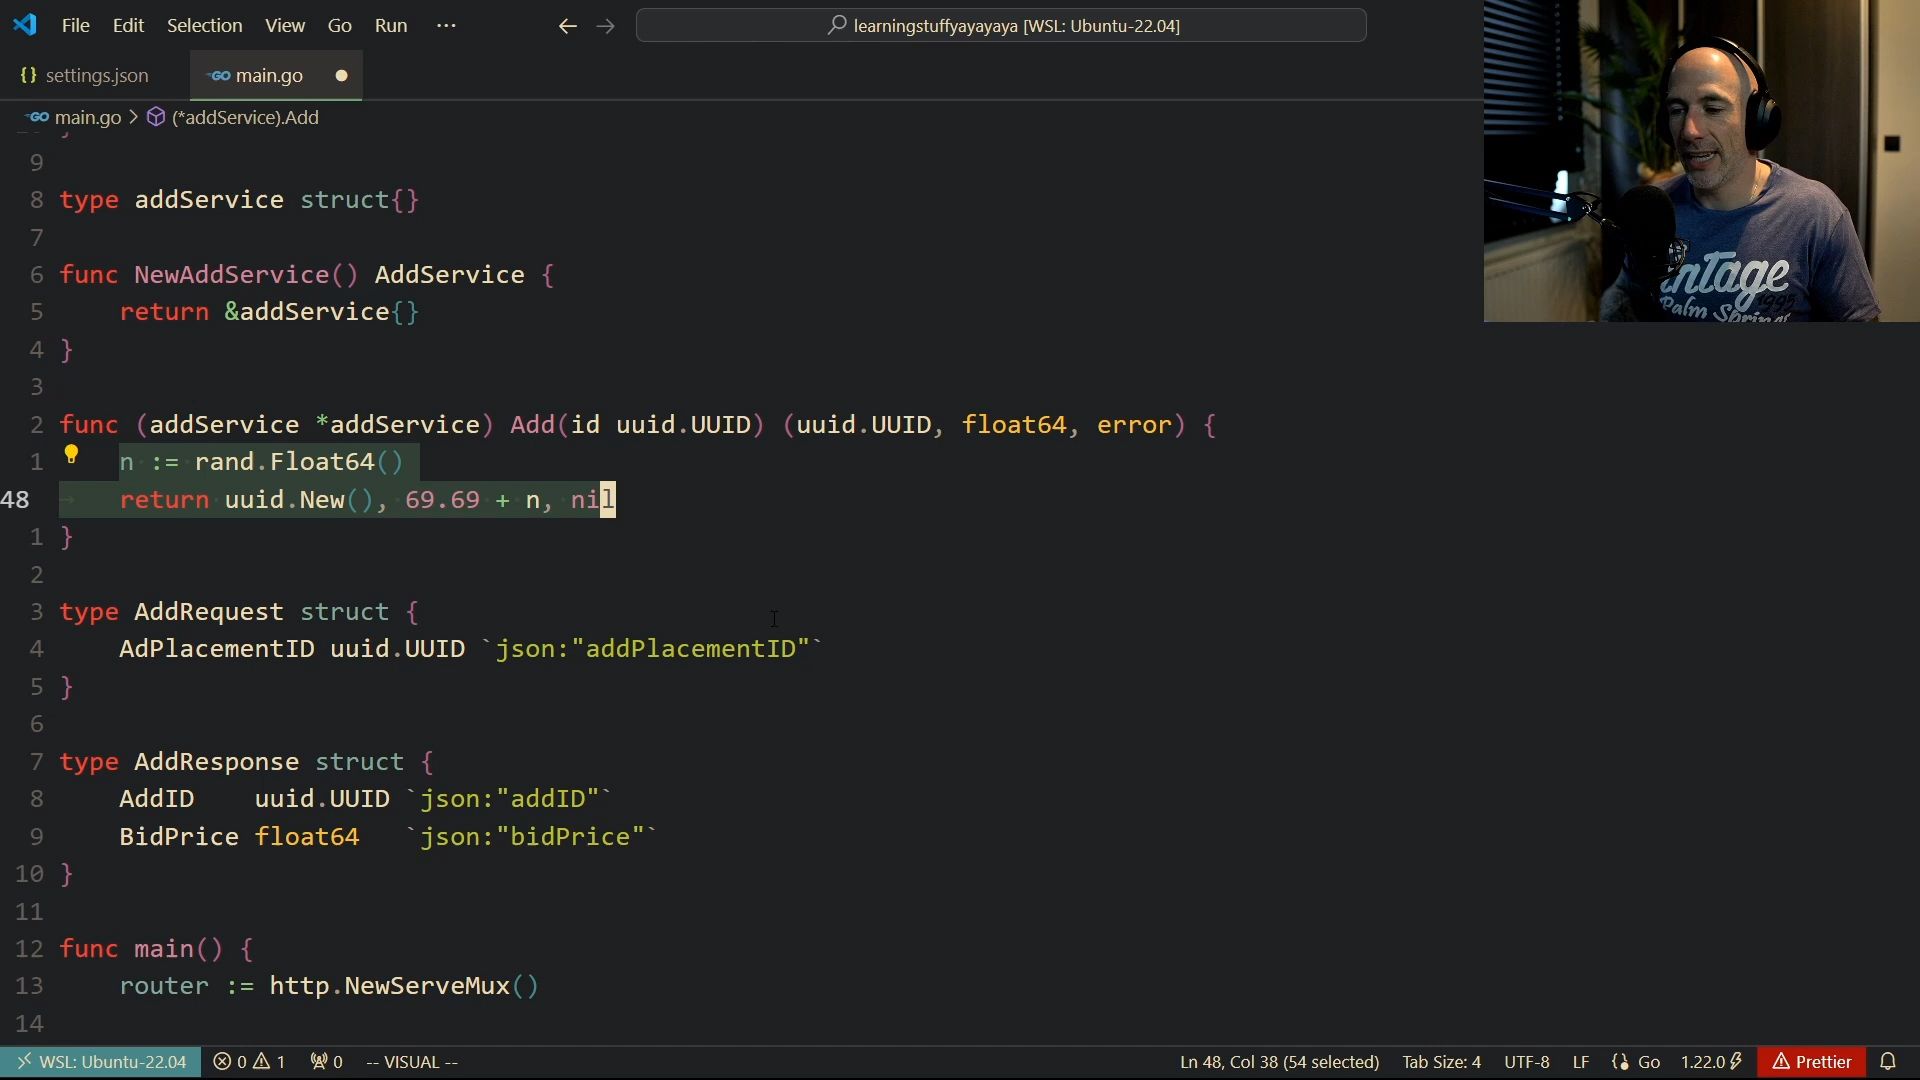 File Edit Selection View Go Run ··· ← → learningstuffyayayaya [WSL: Ubuntu-22.04]
{} settings.json GO main.go ●
GO main.go > (*addService).Add
9
8 type addService struct{}
7
6 func NewAddService() AddService {
5 return &addService{}
4 }
3
2 func (addService *addService) Add(id uuid.UUID) (uuid.UUID, float64, error) {
1 n := rand.Float64()
48 return uuid.New(), 69.69 + n, nil
1 }
2
3 type AddRequest struct {
4 AdPlacementID uuid.UUID `json:"addPlacementID"`
5 }
6
7 type AddResponse struct {
8 AddID uuid.UUID `json:"addID"`
9 BidPrice float64 `json:"bidPrice"`
10 }
11
12 func main() {
13 router := http.NewServeMux()
14
WSL: Ubuntu-22.04 0 1 0 -- VISUAL -- Ln 48, Col 38 (54 selected) Tab Size: 4 UTF-8 LF Go 1.22.0 Prettier
Palm Springs
1995